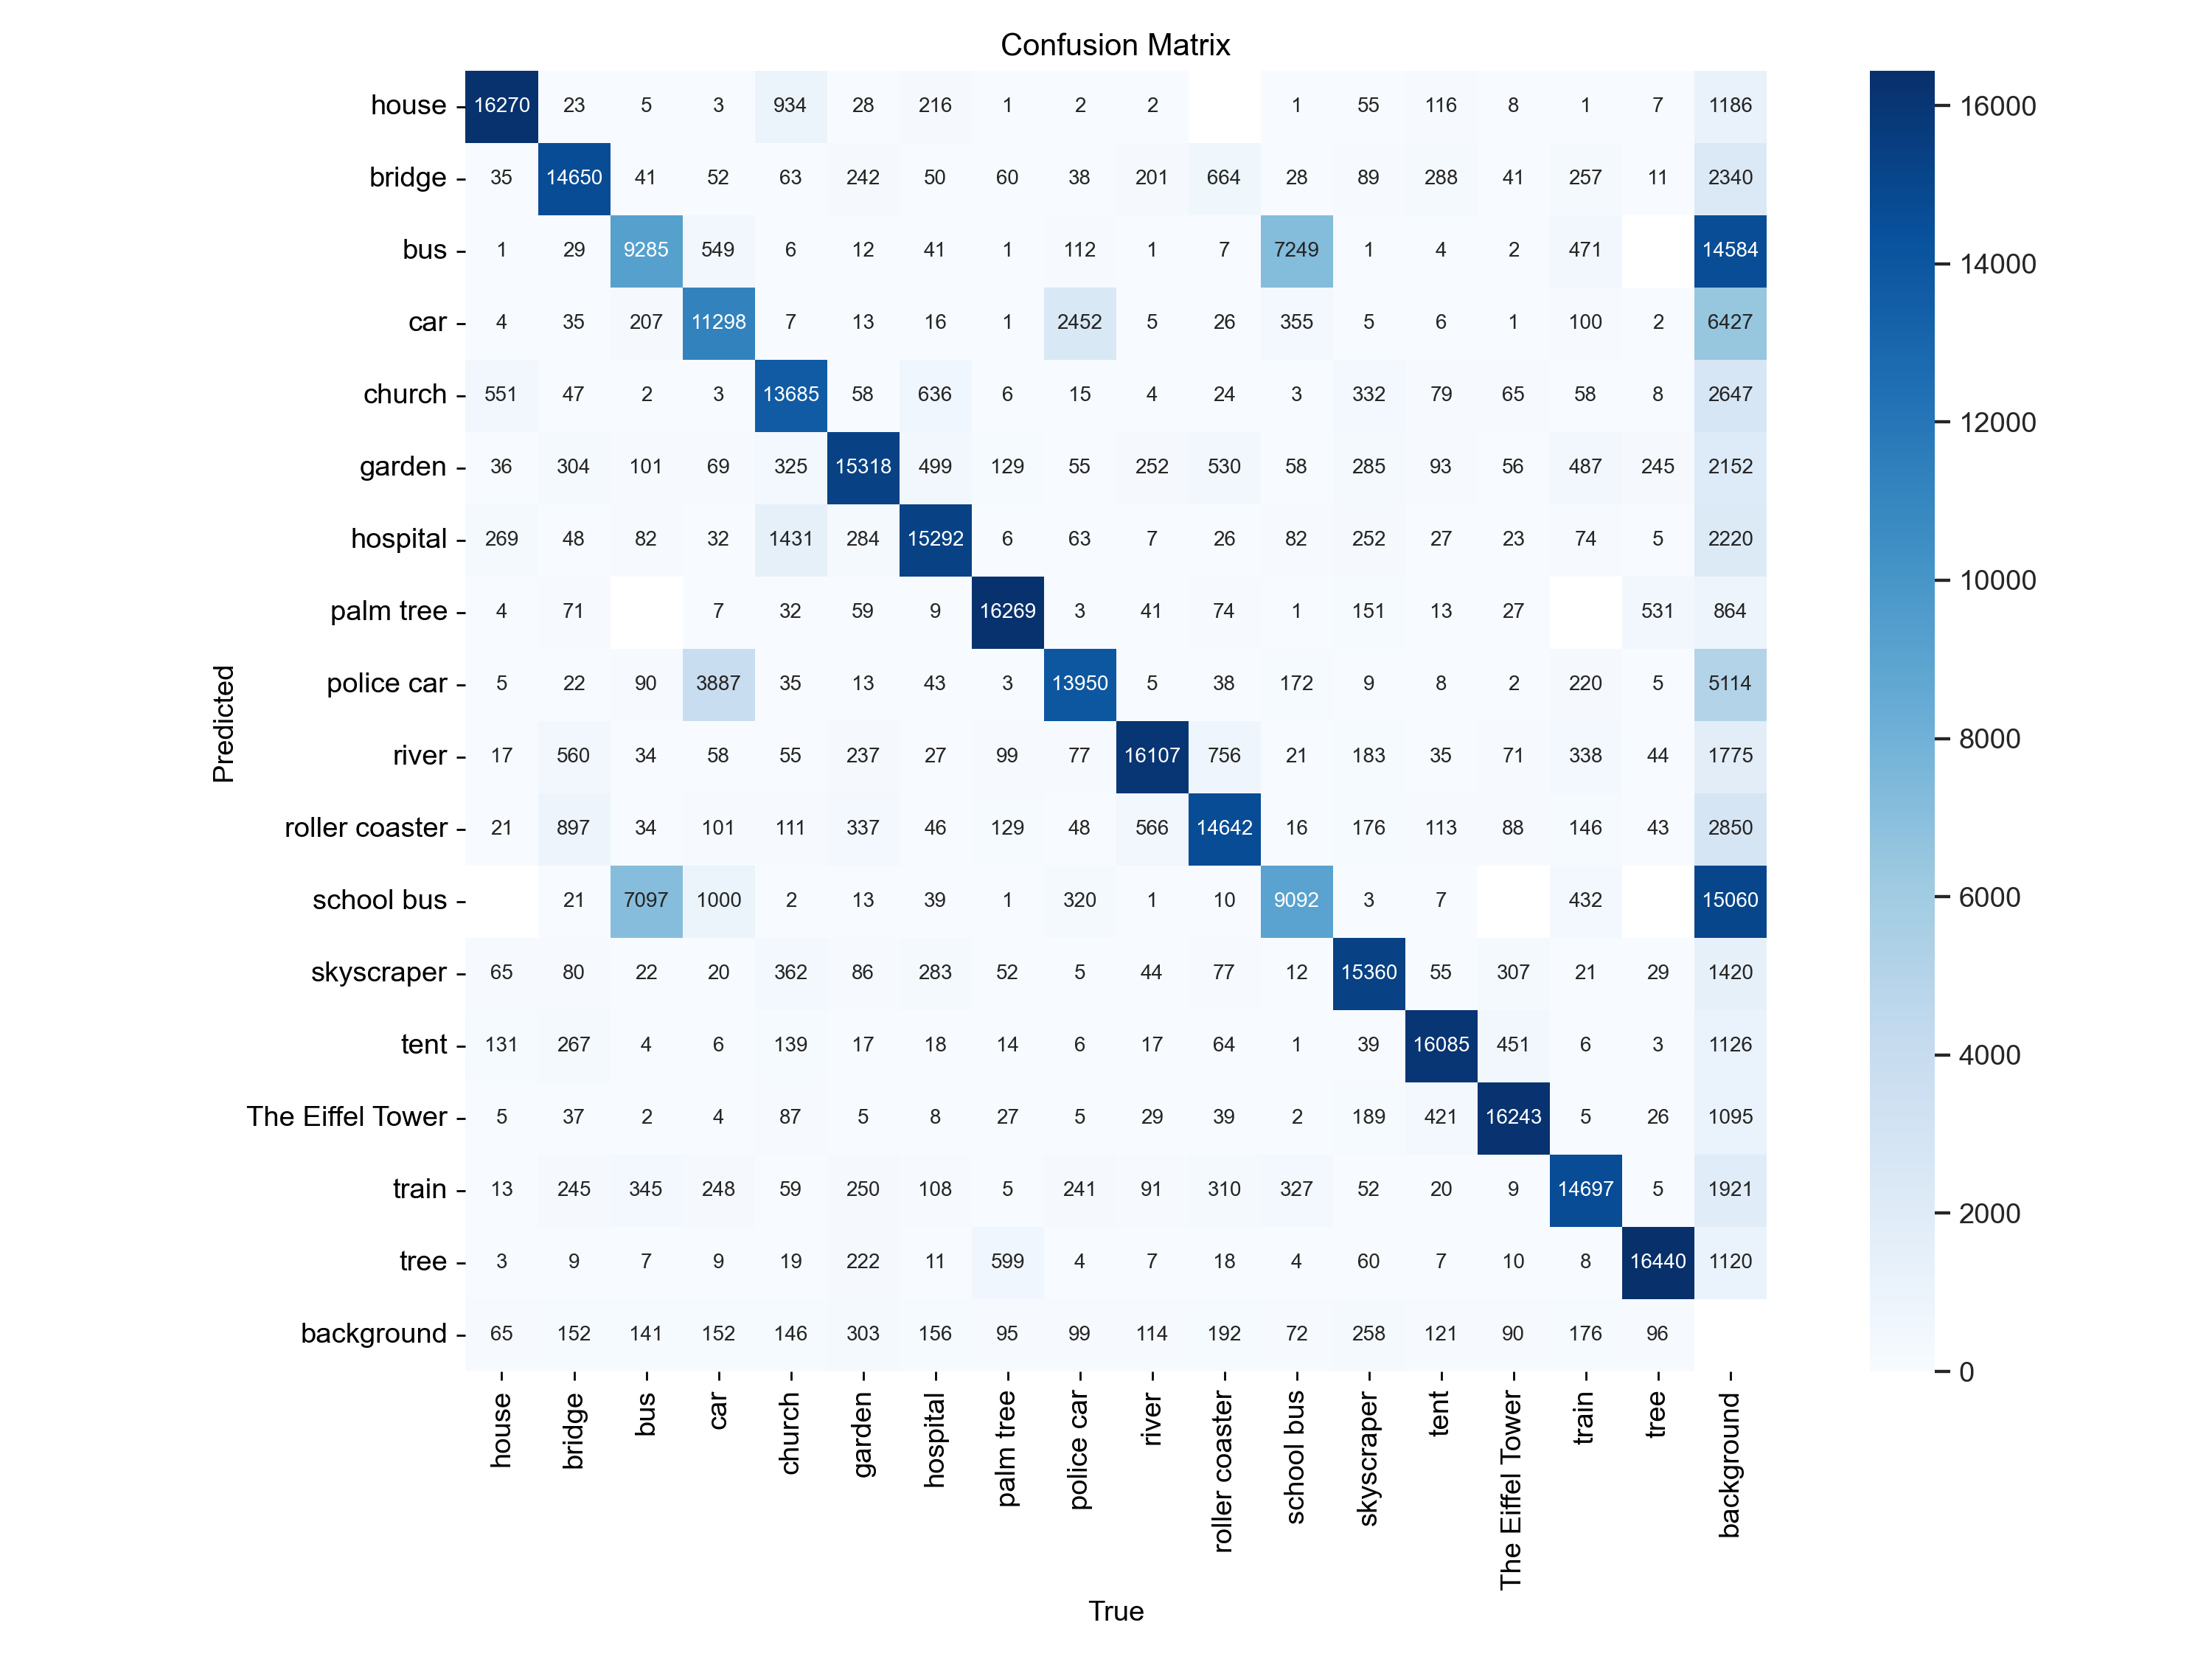 Confusion Matrix
house 16270 23 5 3 934 28 216 1 2 2 1 55 116 8 1 7 1186
bridge 35 14650 41 52 63 242 50 60 38 201 664 28 89 288 41 257 11 2340
bus 1 29 9285 549 6 12 41 1 112 1 7 7249 1 4 2 471 14584
car 4 35 207 11298 7 13 16 1 2452 5 26 355 5 6 1 100 2 6427
church 551 47 2 3 13685 58 636 6 15 4 24 3 332 79 65 58 8 2647
garden 36 304 101 69 325 15318 499 129 55 252 530 58 285 93 56 487 245 2152
hospital 269 48 82 32 1431 284 15292 6 63 7 26 82 252 27 23 74 5 2220
palm tree 4 71 7 32 59 9 16269 3 41 74 1 151 13 27 531 864
police car 5 22 90 3887 35 13 43 3 13950 5 38 172 9 8 2 220 5 5114
river 17 560 34 58 55 237 27 99 77 16107 756 21 183 35 71 338 44 1775
roller coaster 21 897 34 101 111 337 46 129 48 566 14642 16 176 113 88 146 43 2850
school bus 21 7097 1000 2 13 39 1 320 1 10 9092 3 7 432 15060
skyscraper 65 80 22 20 362 86 283 52 5 44 77 12 15360 55 307 21 29 1420
tent 131 267 4 6 139 17 18 14 6 17 64 1 39 16085 451 6 3 1126
The Eiffel Tower 5 37 2 4 87 5 8 27 5 29 39 2 189 421 16243 5 26 1095
train 13 245 345 248 59 250 108 5 241 91 310 327 52 20 9 14697 5 1921
tree 3 9 7 9 19 222 11 599 4 7 18 4 60 7 10 8 16440 1120
background 65 152 141 152 146 303 156 95 99 114 192 72 258 121 90 176 96
Predicted
house bridge bus car church garden hospital palm tree police car river roller coaster school bus skyscraper tent The Eiffel Tower train tree background
True
16000
14000
12000
10000
8000
6000
4000
2000
0